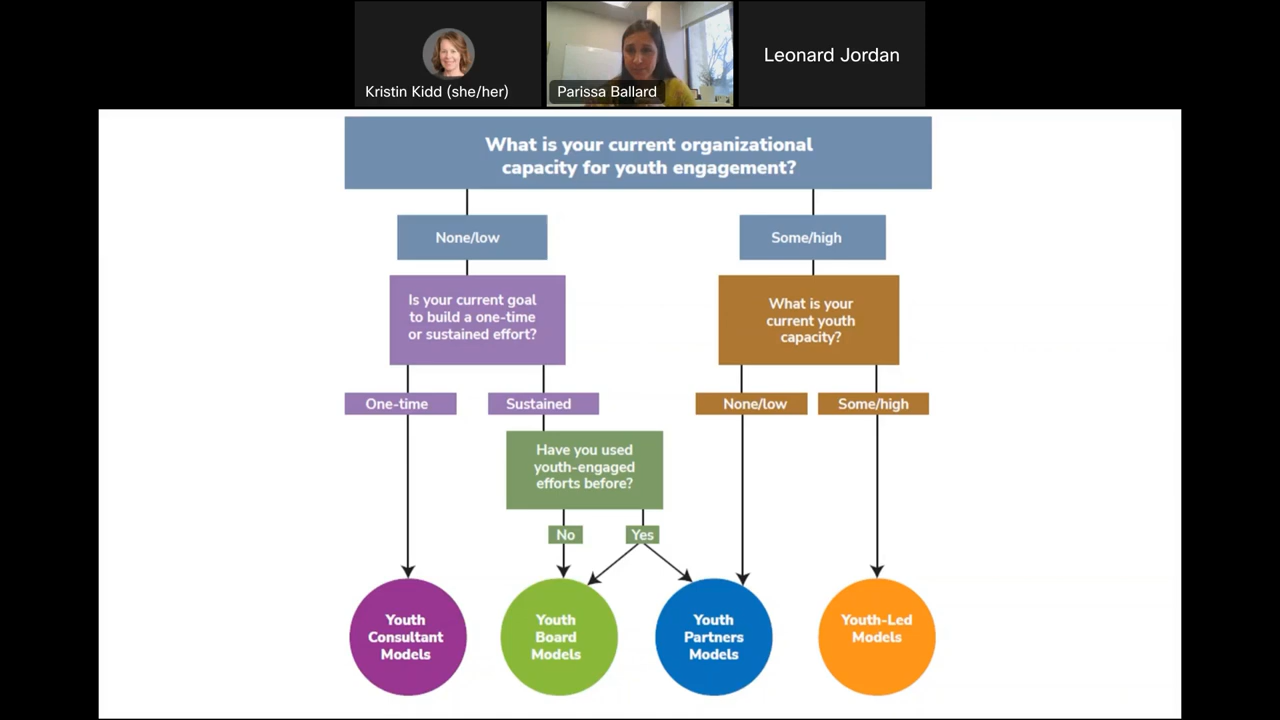 Kristin Kidd (she/her)
Parissa Ballard
Leonard Jordan
What is your current organizational
capacity for youth engagement?
None/low
Some/high
Is your current goal
to build a one-time
or sustained effort?
What is your
current youth
capacity?
One-time
Sustained
None/low
Some/high
Have you used
youth-engaged
efforts before?
No
Yes
Youth
Consultant
Models
Youth
Board
Models
Youth
Partners
Models
Youth-Led
Models